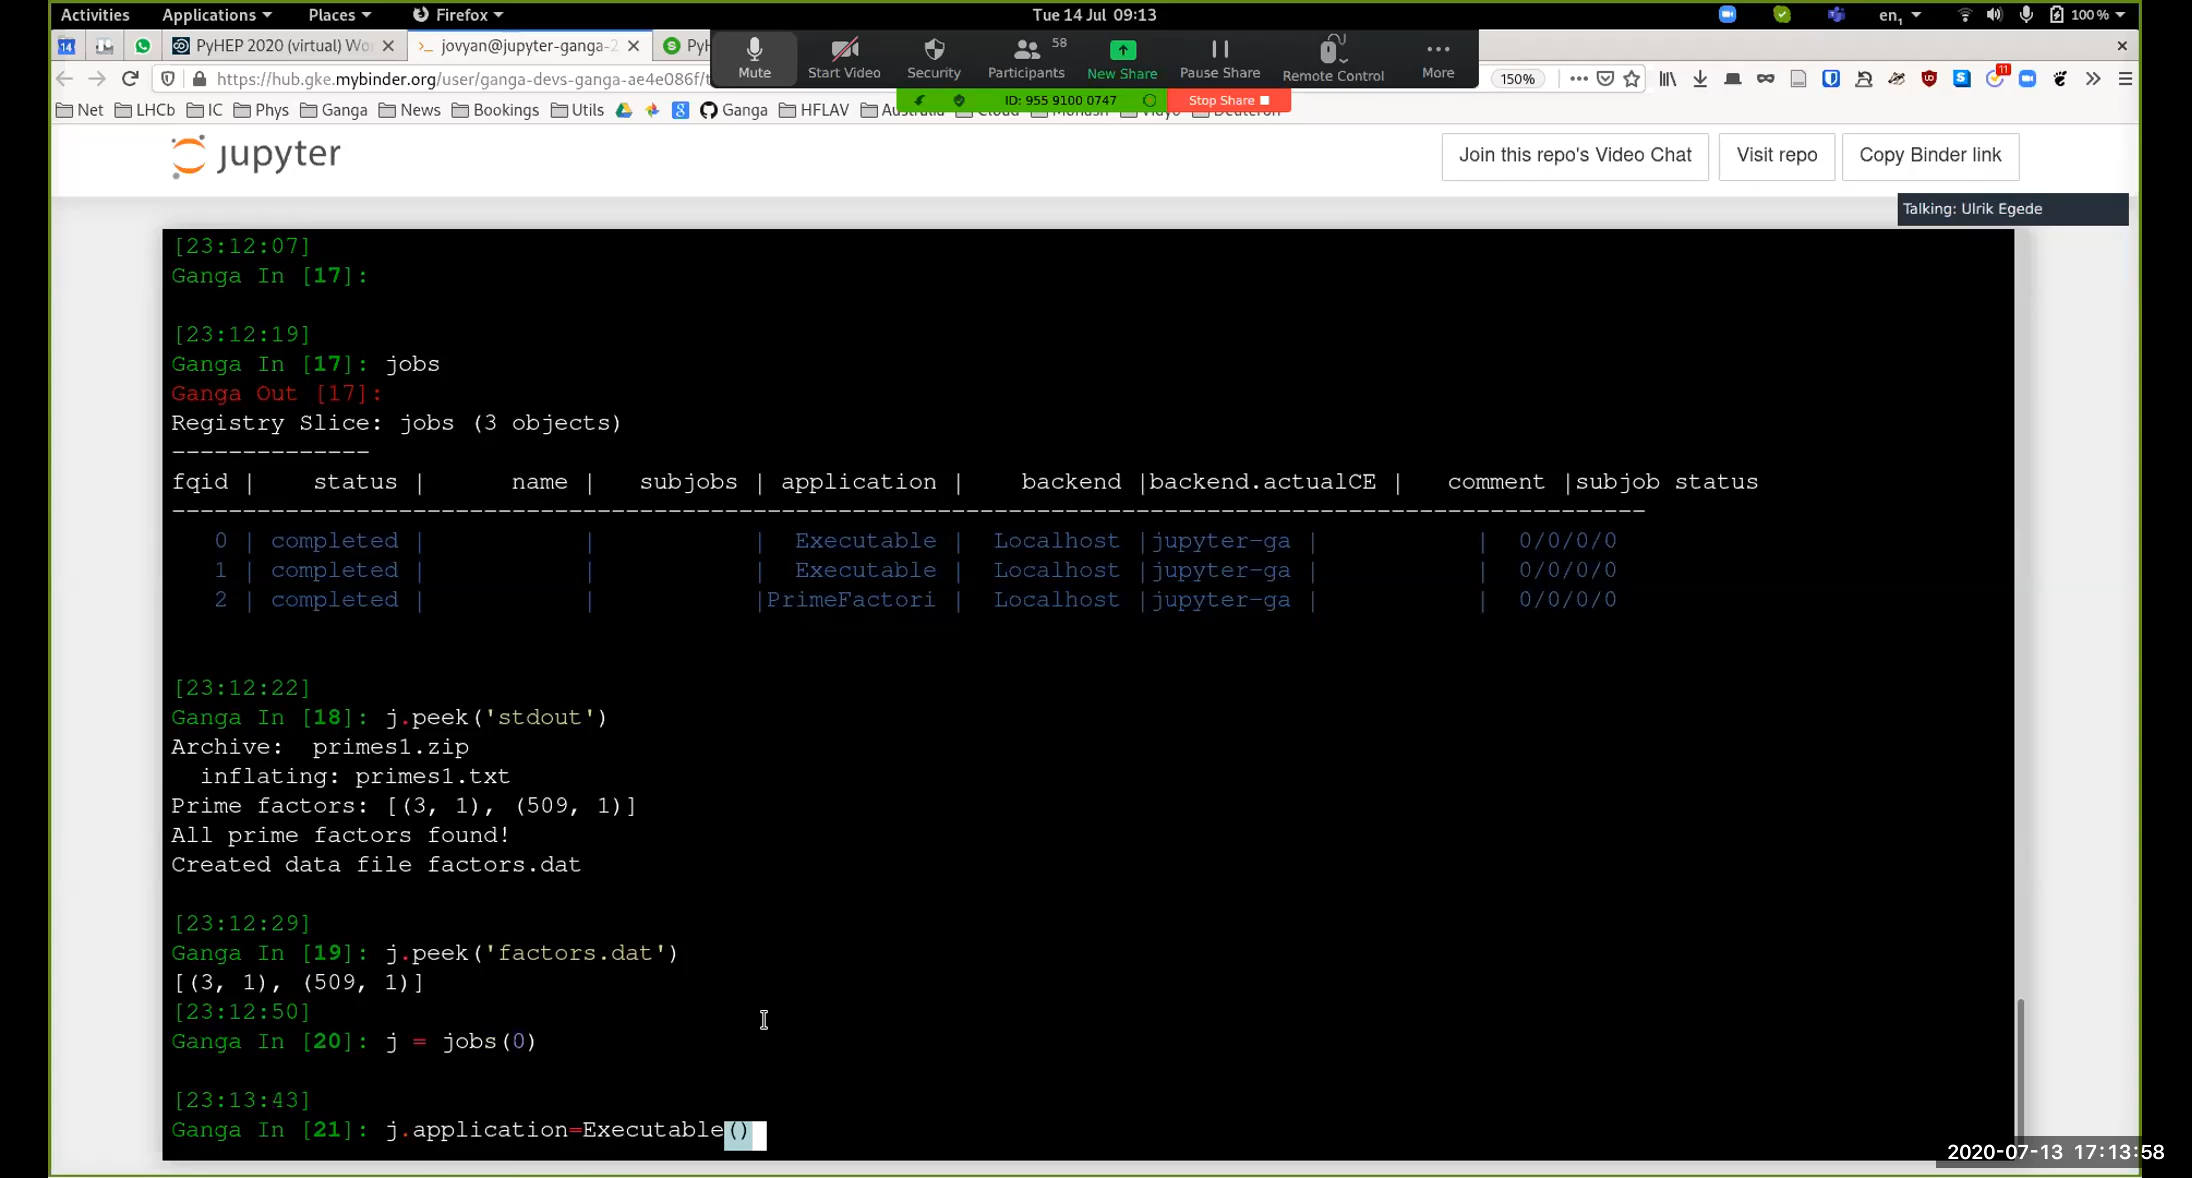 Activities Applications Places Firefox Tue 14 Jul 09:13 en1 100 %
14 PyHEP 2020 (virtual) Wo jovyan@jupyter-ganga-2 PyH
Mute Start Video Security Participants 58 New Share Pause Share Remote Control More
https://hub.gke.mybinder.org/user/ganga-devs-ganga-ae4e086f/t 150% 11
ID: 955 9100 0747 Stop Share
Net LHCb IC Phys Ganga News Bookings Utils Ganga HFLAV Australia Cloud Monash Vidyo Deuteron
jupyter
Join this repo's Video Chat Visit repo Copy Binder link
Talking: Ulrik Egede
[23:12:07]
Ganga In [17]:
[23:12:19]
Ganga In [17]: jobs
Ganga Out [17]:
Registry Slice: jobs (3 objects)
--------------
fqid | status | name | subjobs | application | backend |backend.actualCE | comment |subjob status
--------------------------------------------------------------------------------------------------------
0 | completed | | | Executable | Localhost |jupyter-ga | | 0/0/0/0
1 | completed | | | Executable | Localhost |jupyter-ga | | 0/0/0/0
2 | completed | | |PrimeFactori | Localhost |jupyter-ga | | 0/0/0/0
[23:12:22]
Ganga In [18]: j.peek('stdout')
Archive:  primes1.zip
inflating: primes1.txt
Prime factors: [(3, 1), (509, 1)]
All prime factors found!
Created data file factors.dat
[23:12:29]
Ganga In [19]: j.peek('factors.dat')
[(3, 1), (509, 1)]
[23:12:50]
Ganga In [20]: j = jobs(0)
[23:13:43]
Ganga In [21]: j.application=Executable()
2020-07-13 17:13:58